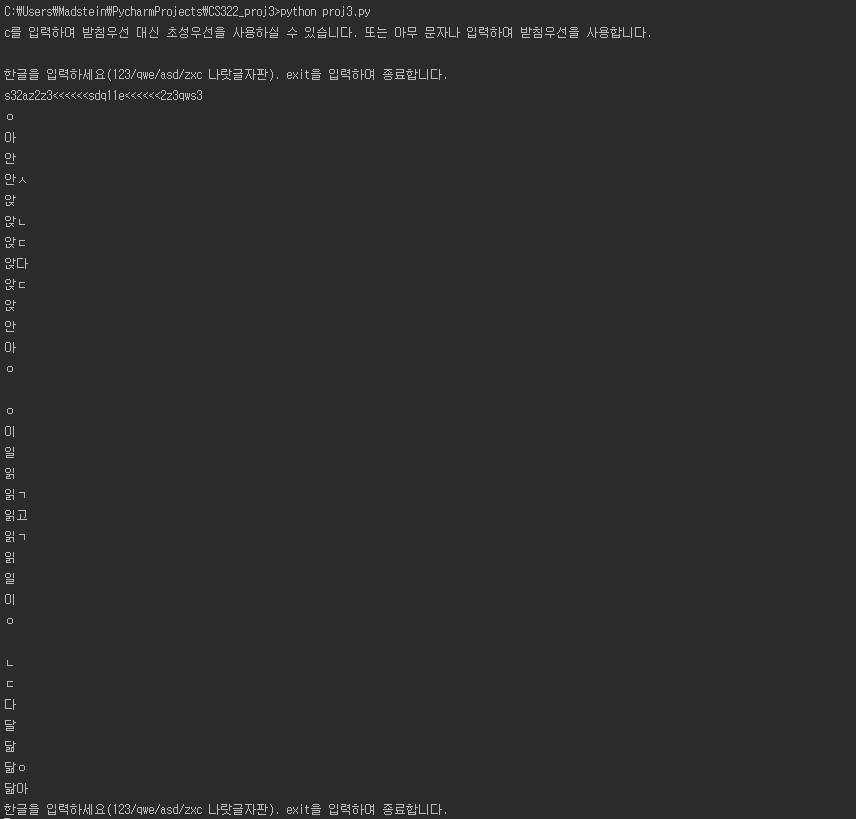 C:\Users\Madstein\PycharmProjects\CS322_proj3>python proj3.py
c를 입력하여 받침우선 대신 초성우선을 사용하실 수 있습니다. 또는 아무 문자나 입력하여 받침우선을 사용합니다.
한글을 입력하세요(123/qwe/asd/zxc 나랏글자판). exit을 입력하여 종료합니다.
s32az2z3<<<<<<sdq11e<<<<<<2z3qws3
ㅇ
아
안
안ㅅ
앉
앉ㄴ
앉ㄷ
앉다
앉ㄷ
앉
안
아
ㅇ
ㅇ
이
일
읽
읽ㄱ
읽고
읽ㄱ
읽
일
이
ㅇ
ㄴ
ㄷ
다
달
닮
닮ㅇ
닮아
한글을 입력하세요(123/qwe/asd/zxc 나랏글자판). exit을 입력하여 종료합니다.